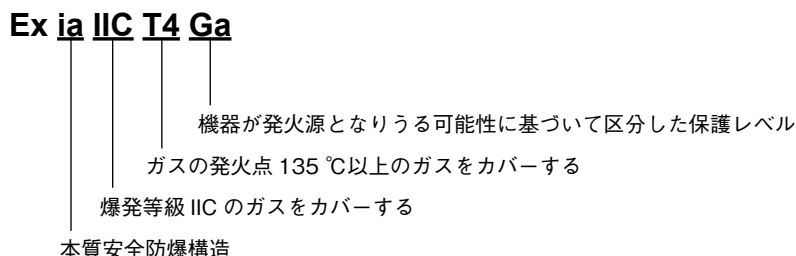 Ex ia IIC T4 Ga
機器が発火源となりうる可能性に基づいて区分した保護レベル
ガスの発火点 135 ℃以上のガスをカバーする
爆発等級 IIC のガスをカバーする
本質安全防爆構造